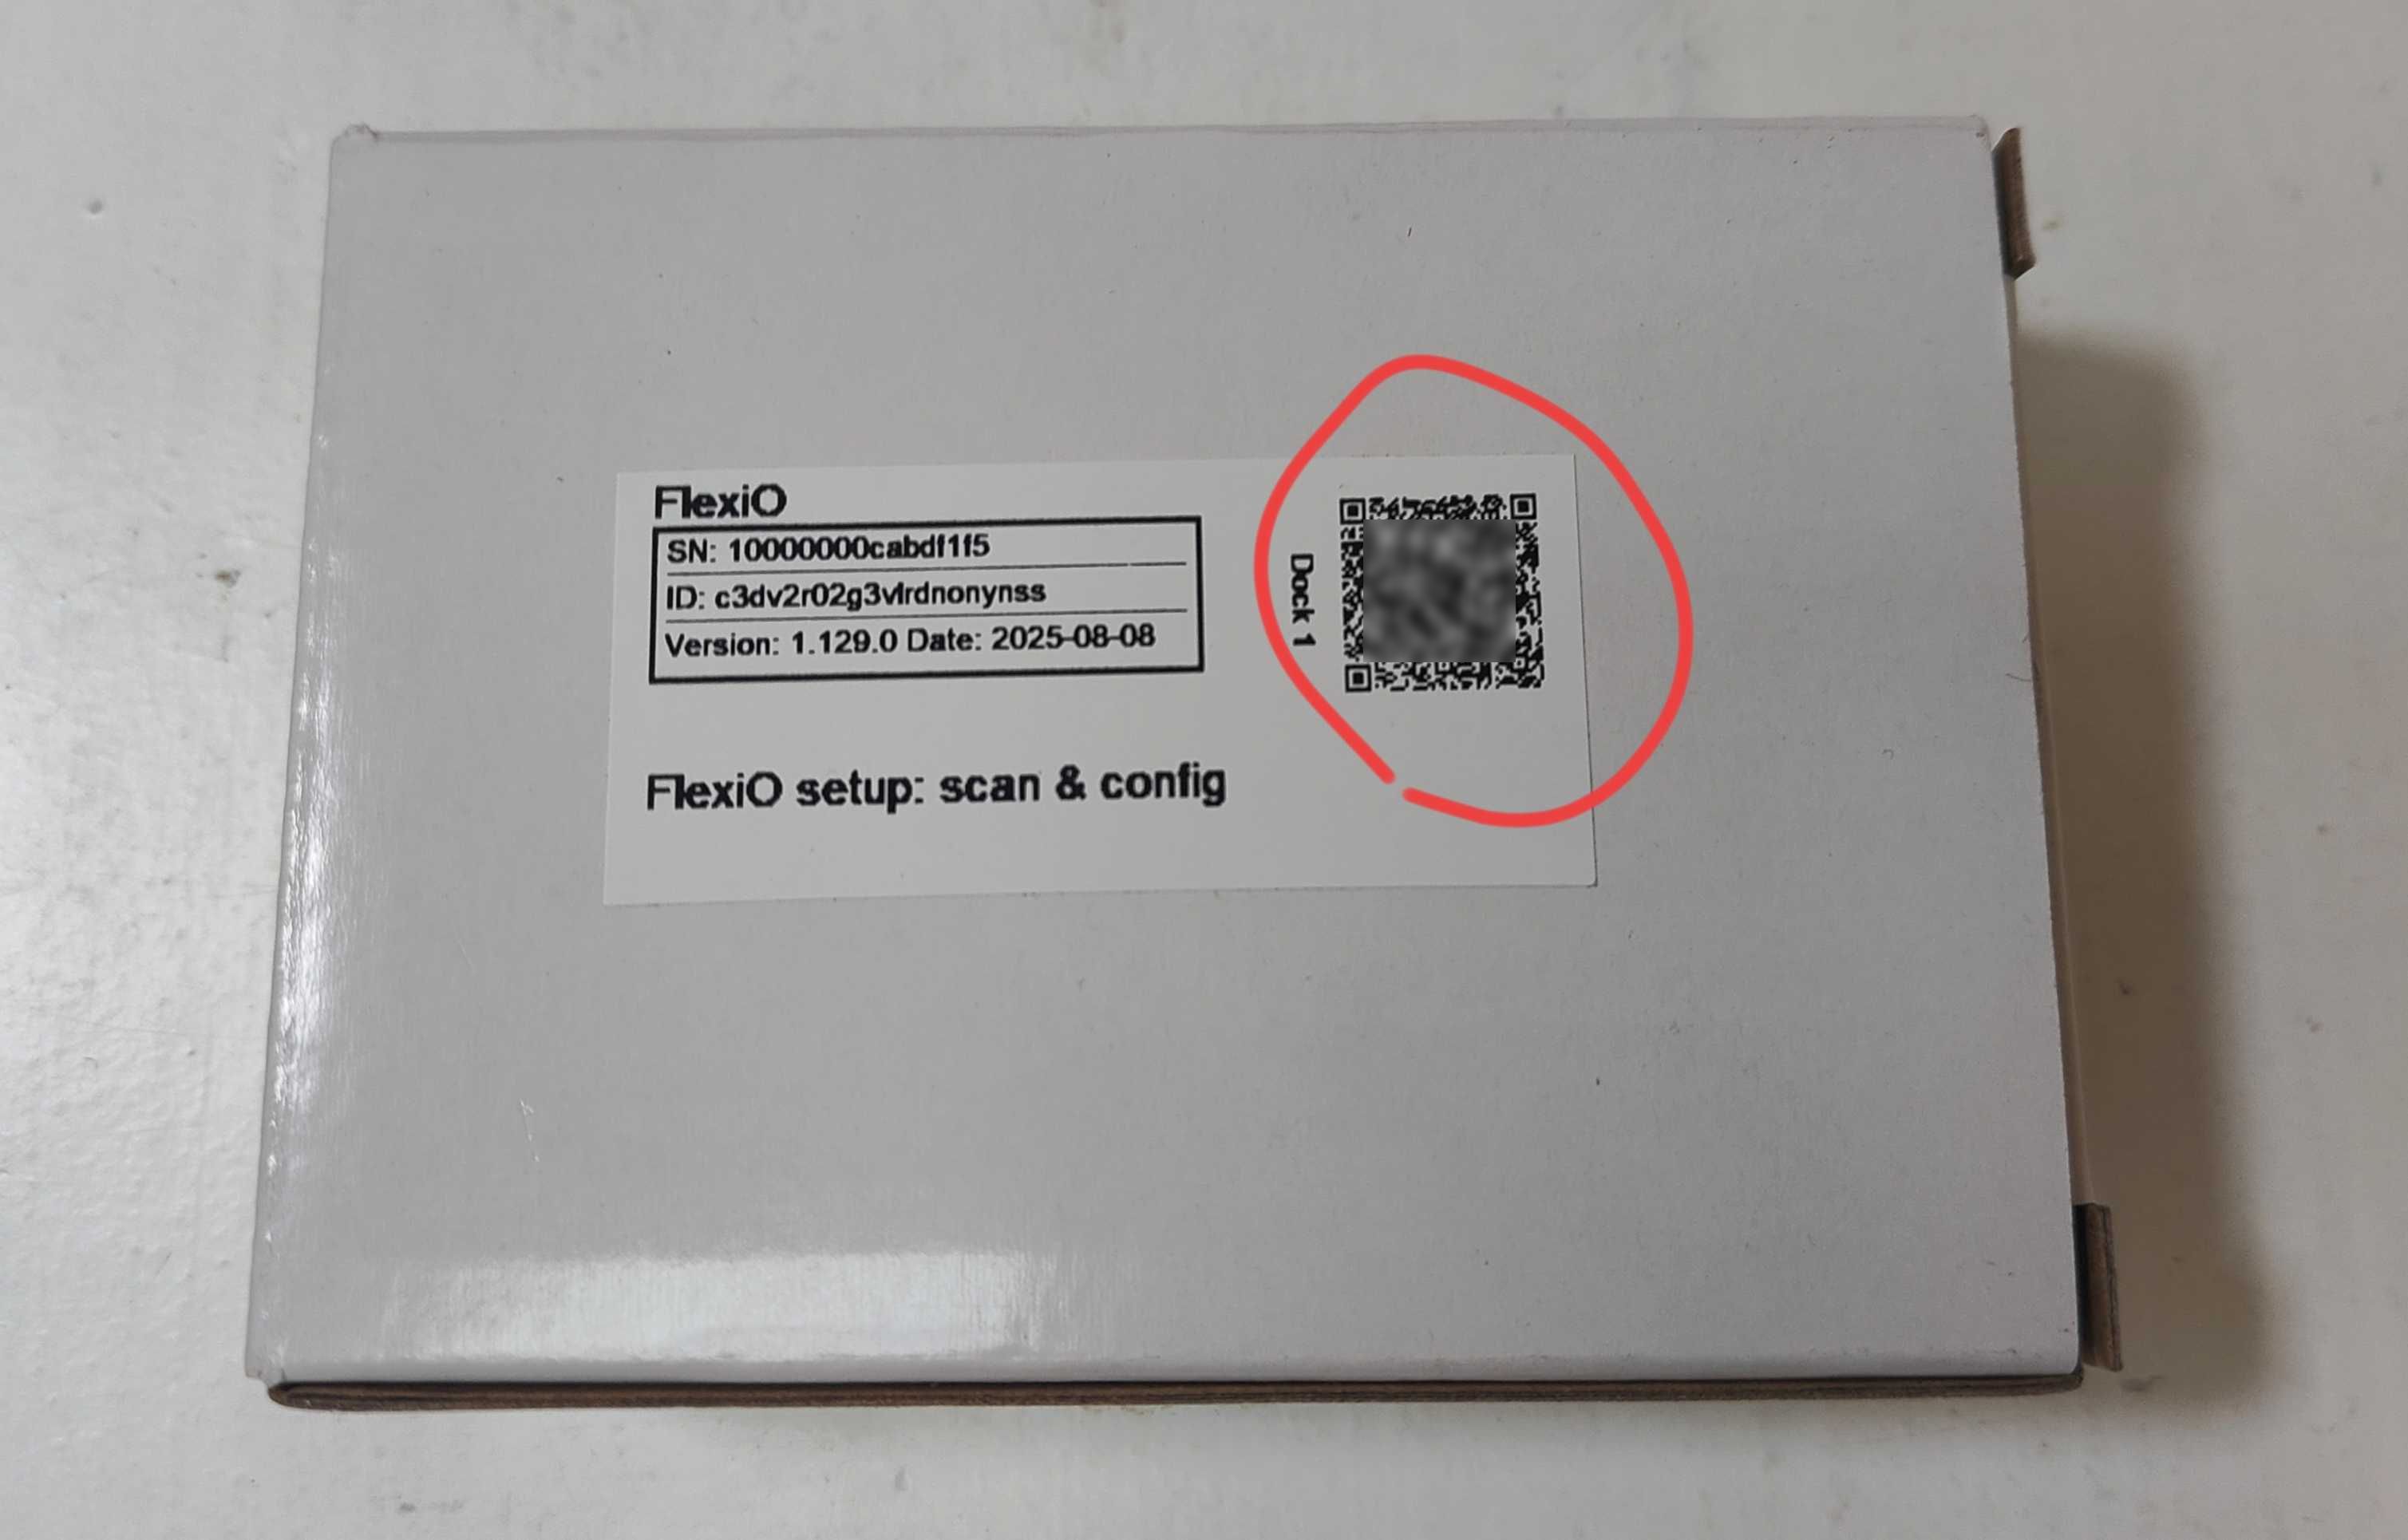 FlexiO
SN: 10000000cabdf1f5
ID: c3dv2r02g3vlrdnonynss
Version: 1.129.0 Date: 2025-08-08
Dock 1
FlexiO setup: scan & config